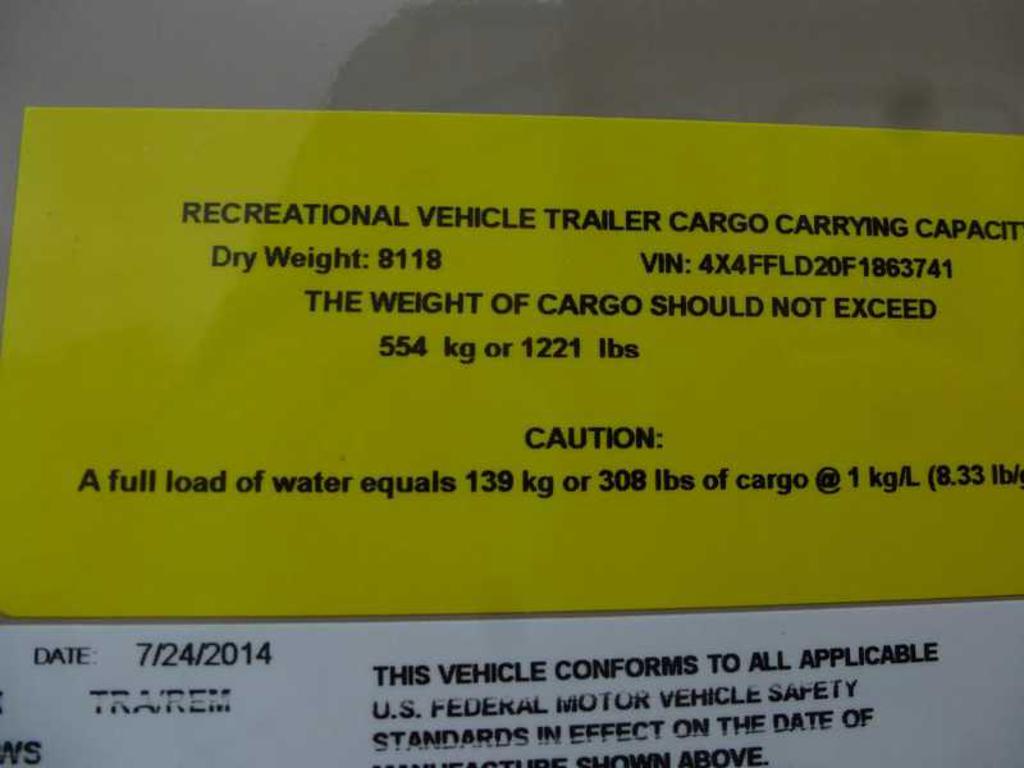 RECREATIONAL VEHICLE TRAILER CARGO CARRYING CAPACIT
Dry Weight: 8118 VIN: 4X4FFLD20F1863741
THE WEIGHT OF CARGO SHOULD NOT EXCEED
554 kg or 1221 lbs
CAUTION:
A full load of water equals 139 kg or 308 lbs of cargo @ 1 kg/L (8.33 lb/g
DATE: 7/24/2014
TRA/REM
WS
THIS VEHICLE CONFORMS TO ALL APPLICABLE
U.S. FEDERAL MOTOR VEHICLE SAFETY
STANDARDS IN EFFECT ON THE DATE OF
MANUFACTURE SHOWN ABOVE.